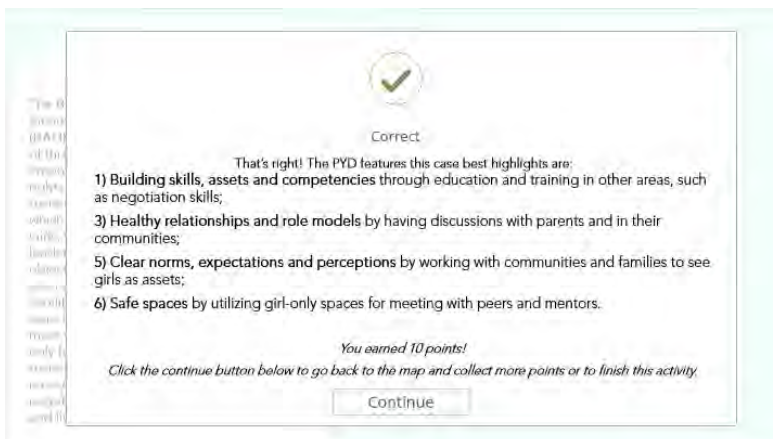 Correct
That's right! The PYD features this case best highlights are:
1) Building skills, assets and competencies through education and training in other areas, such
as negotiation skills;
3) Healthy relationships and role models by having discussions with parents and in their
communities;
5) Clear norms, expectations and perceptions by working with communities and families to see
girls as assets;
6) Safe spaces by utilizing girl-only spaces for meeting with peers and mentors.
You earned 10 points!
Click the continue button below to go back to the map and collect more points or to finish this activity.
Continue